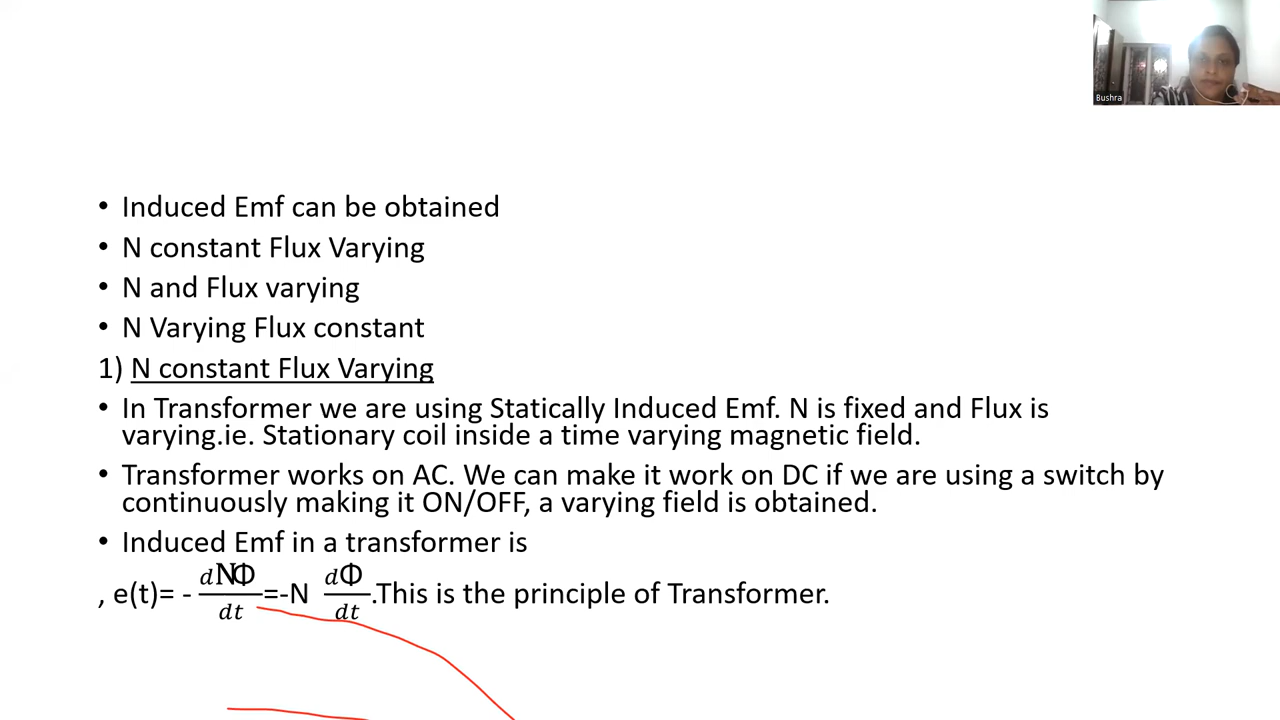 Bushra
• Induced Emf can be obtained
• N constant Flux Varying
• N and Flux varying
• N Varying Flux constant
1) N constant Flux Varying
• In Transformer we are using Statically Induced Emf. N is fixed and Flux is
varying.ie. Stationary coil inside a time varying magnetic field.
• Transformer works on AC. We can make it work on DC if we are using a switch by
continuously making it ON/OFF, a varying field is obtained.
• Induced Emf in a transformer is
, e(t)= - dNΦ/dt=-N dΦ/dt.This is the principle of Transformer.